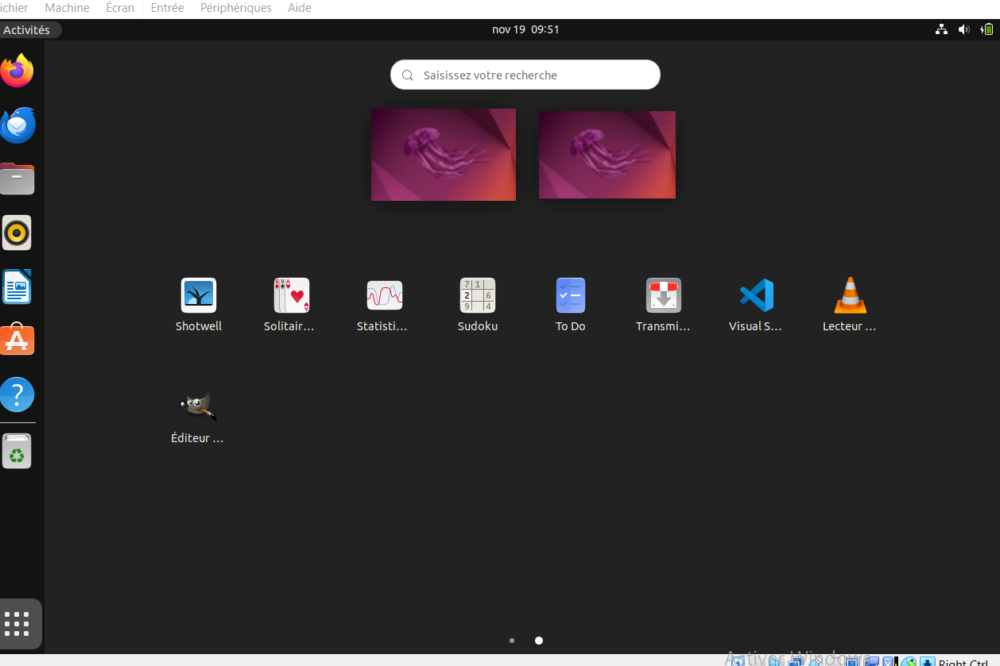 ichier Machine Écran Entrée Périphériques Aide
Activités nov 19 09:51
Saisissez votre recherche
Shotwell Solitair... Statisti... Sudoku To Do Transmi... Visual S... Lecteur ...
Éditeur ...
Activer Windows
Right Ctrl